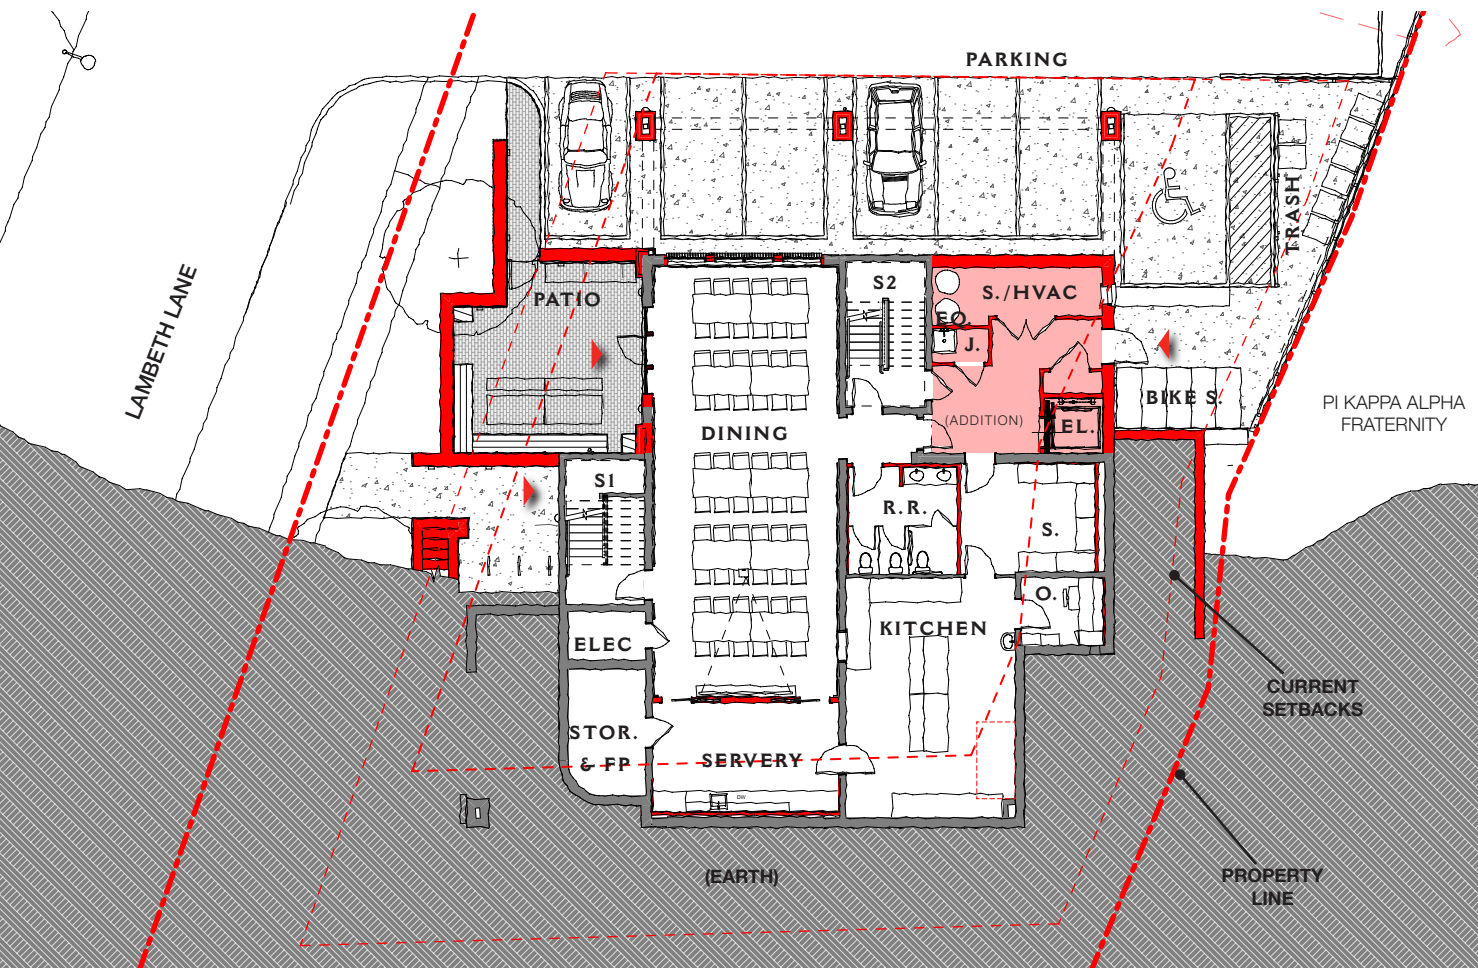 PARKING
TRASH
LAMBETH LANE
PATIO
S2
S./HVAC
EQ.
J.
BIKE S.
PI KAPPA ALPHA
FRATERNITY
(ADDITION)
EL.
DINING
S1
R.R.
S.
O.
KITCHEN
ELEC
CURRENT
SETBACKS
STOR.
& FP
SERVERY
DW
(EARTH)
PROPERTY
LINE